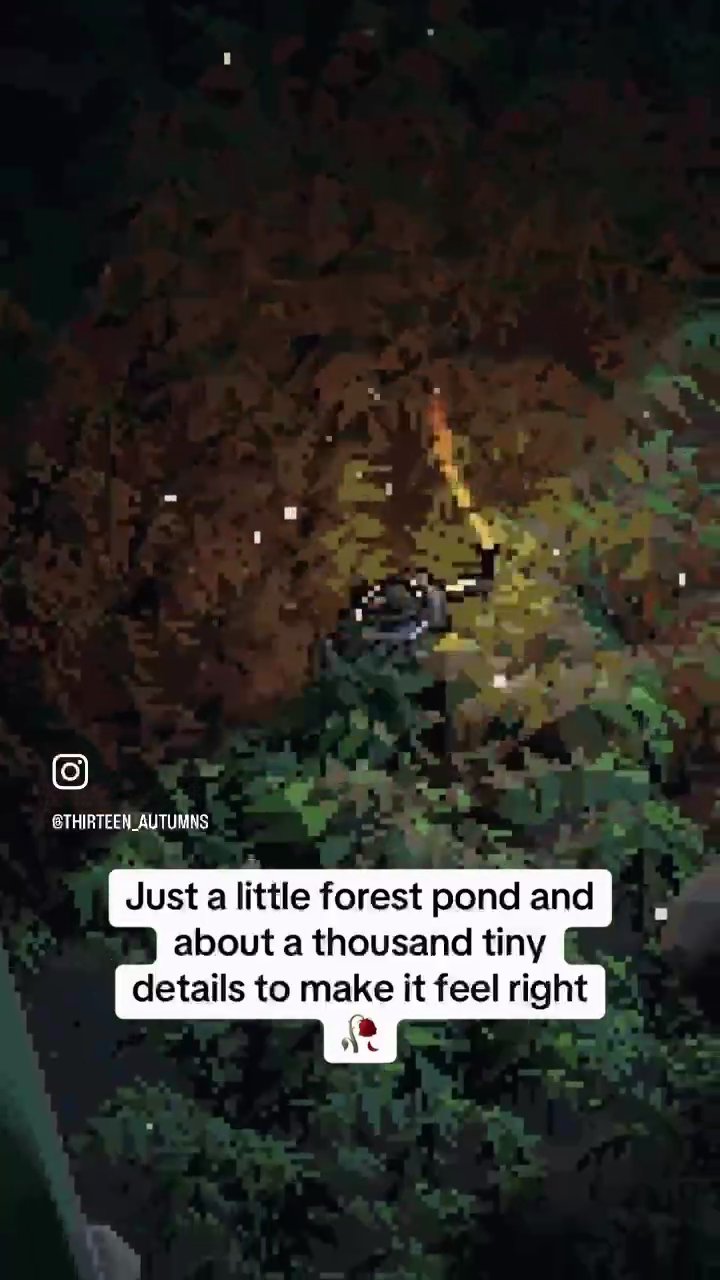 @THIRTEEN_AUTUMNS
Just a little forest pond and
about a thousand tiny
details to make it feel right
🥀